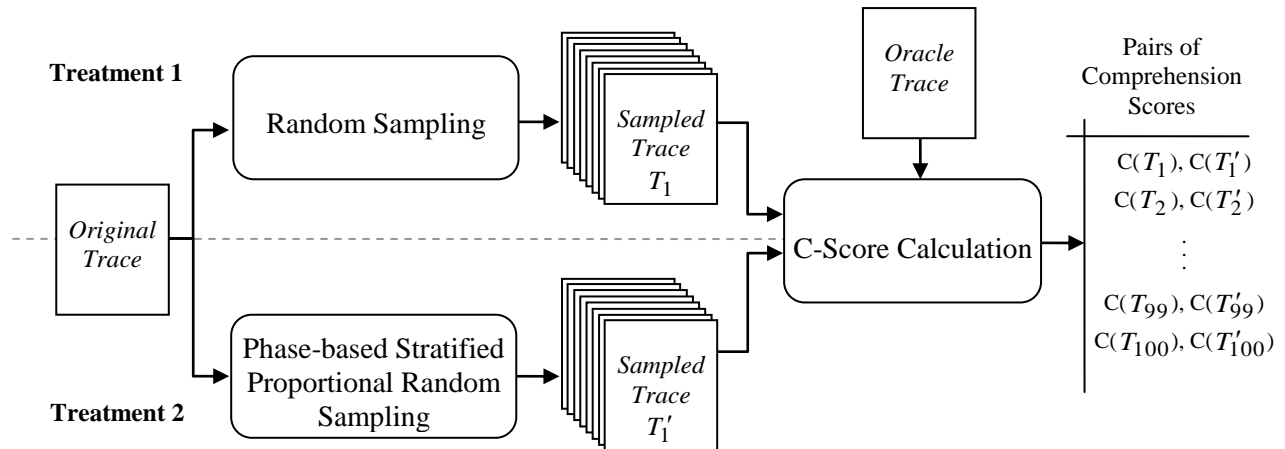 Treatment 1
Random Sampling
Sampled
Trace
T₁
Oracle
Trace
Pairs of
Comprehension
Scores
Original
Trace
C-Score Calculation
C(T₁), C(T₁′)
C(T₂), C(T₂′)
⋮
C(T₉₉), C(T₉₉′)
C(T₁₀₀), C(T₁₀₀′)
Treatment 2
Phase-based Stratified
Proportional Random
Sampling
Sampled
Trace
T₁′